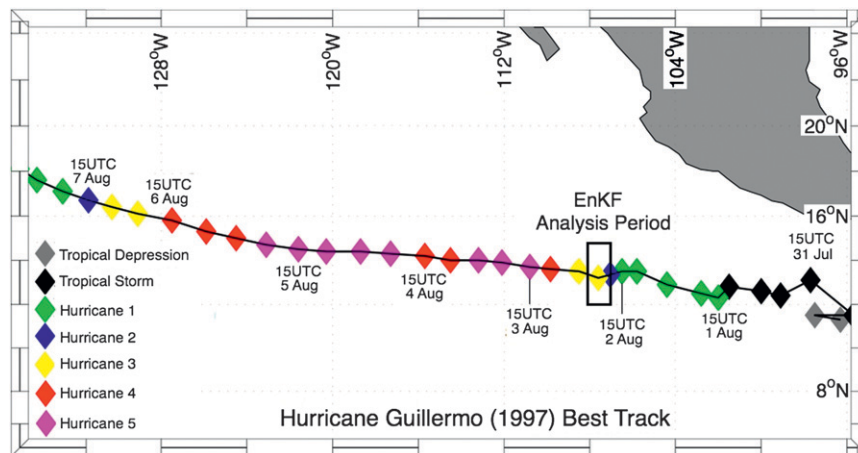 128°W
120°W
112°W
104°W
96°W
20°N
16°N
8°N
15UTC
7 Aug
15UTC
6 Aug
15UTC
5 Aug
15UTC
4 Aug
15UTC
3 Aug
EnKF
Analysis Period
15UTC
2 Aug
15UTC
1 Aug
15UTC
31 Jul
Tropical Depression
Tropical Storm
Hurricane 1
Hurricane 2
Hurricane 3
Hurricane 4
Hurricane 5
Hurricane Guillermo (1997) Best Track